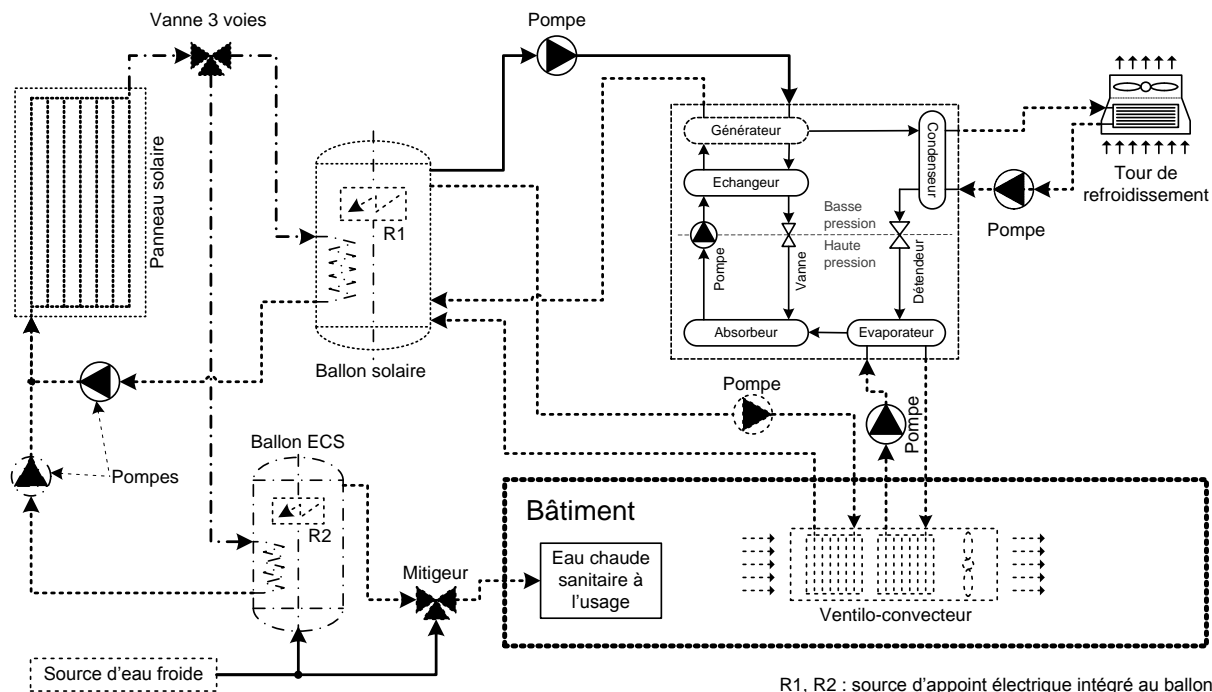 Vanne 3 voies
Pompe
Panneau solaire
Générateur
Condenseur
Echangeur
Tour de
refroidissement
R1
Basse
pression
Haute
pression
Pompe
Pompe
Vanne
Détendeur
Absorbeur
Evaporateur
Ballon solaire
Pompe
Pompe
Ballon ECS
Pompes
R2
Bâtiment
Mitigeur
Eau chaude
sanitaire à
l'usage
Ventilo-convecteur
Source d'eau froide
R1, R2 : source d'appoint électrique intégré au ballon